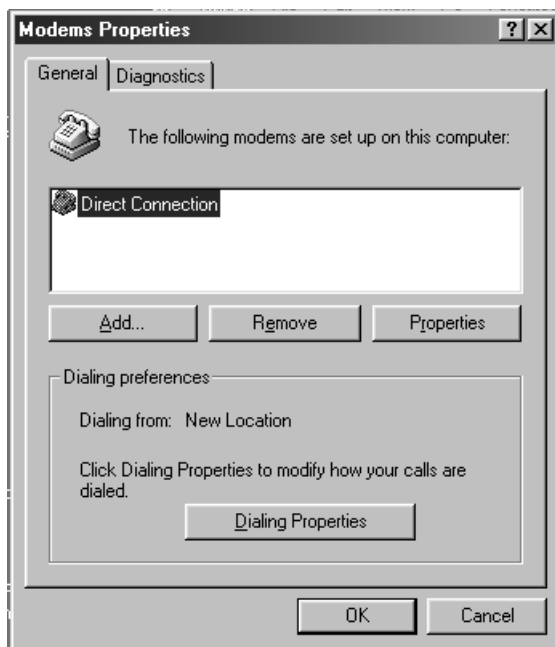 Modems Properties
General Diagnostics
The following modems are set up on this computer:
Direct Connection
Add... Remove Properties
Dialing preferences
Dialing from: New Location
Click Dialing Properties to modify how your calls are
dialed.
Dialing Properties
OK Cancel